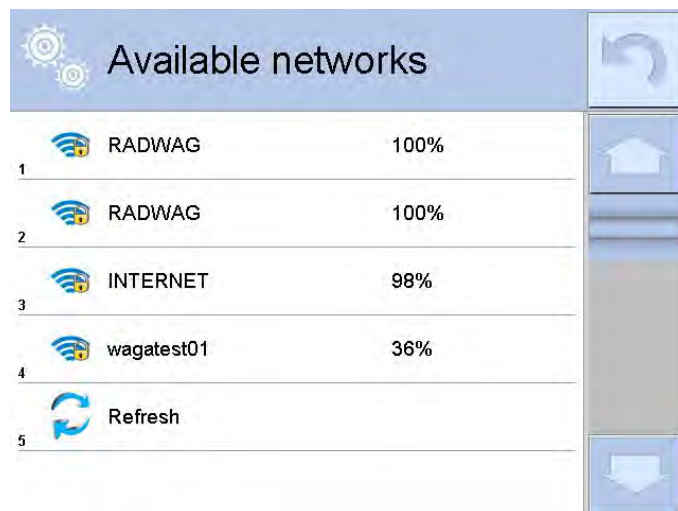 Available networks
RADWAG 100%
1
RADWAG 100%
2
INTERNET 98%
3
wagatest01 36%
4
Refresh
5